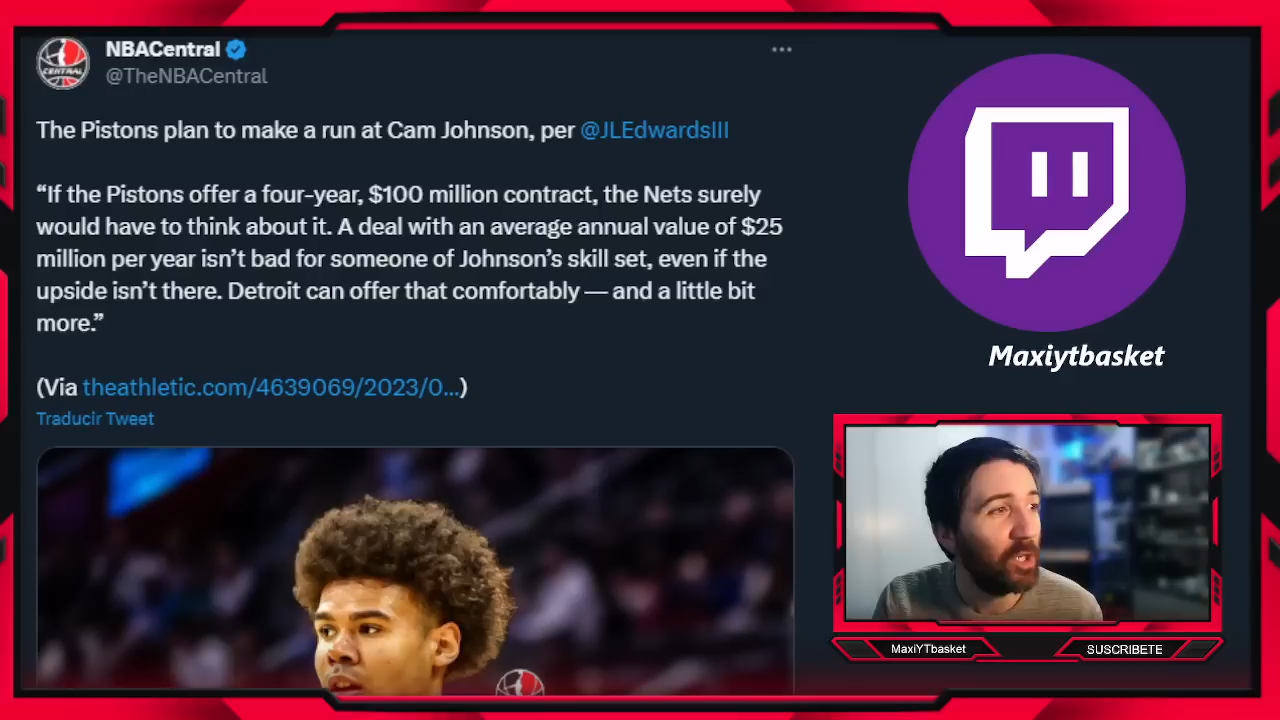 NBACentral
@TheNBACentral
The Pistons plan to make a run at Cam Johnson, per @JLEdwardsIII
“If the Pistons offer a four-year, $100 million contract, the Nets surely
would have to think about it. A deal with an average annual value of $25
million per year isn’t bad for someone of Johnson’s skill set, even if the
upside isn’t there. Detroit can offer that comfortably — and a little bit
more.”
(Via theathletic.com/4639069/2023/0...)
Traducir Tweet
CENTRAL
Maxiytbasket
MaxiYTbasket
SUSCRIBETE